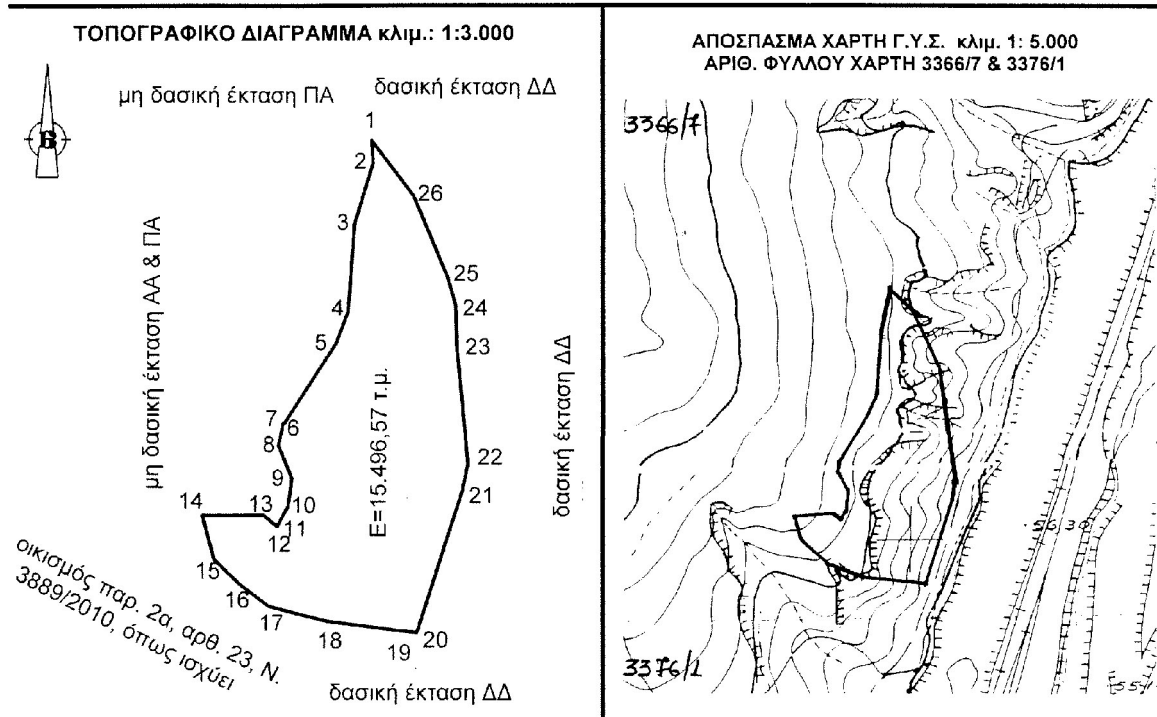 ΤΟΠΟΓΡΑΦΙΚΟ ΔΙΑΓΡΑΜΜΑ κλιμ.: 1:3.000
μη δασική έκταση ΠΑ
δασική έκταση ΔΔ
Β
1
2
26
3
25
24
4
5
23
7
6
8
22
9
21
14
13
10
11
12
15
16
17
18
19
20
μη δασική έκταση ΑΑ & ΠΑ
Ε=15.496,57 τ.μ.
δασική έκταση ΔΔ
οικισμός παρ. 2α, αρθ. 23, Ν.
3889/2010, όπως ισχύει
δασική έκταση ΔΔ
ΑΠΟΣΠΑΣΜΑ ΧΑΡΤΗ Γ.Υ.Σ. κλιμ. 1: 5.000
ΑΡΙΘ. ΦΥΛΛΟΥ ΧΑΡΤΗ 3366/7 & 3376/1
3366/7
56.30
3376/1